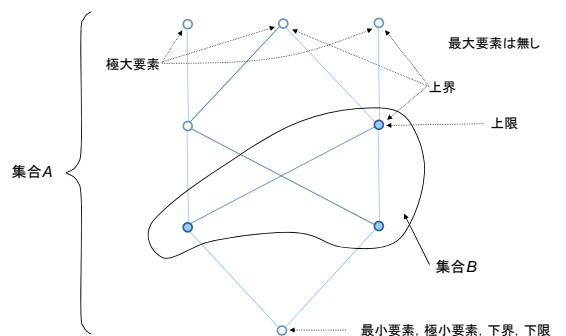 最大要素は無し
極大要素
上界
上限
集合A
集合B
最小要素, 極小要素, 下界, 下限